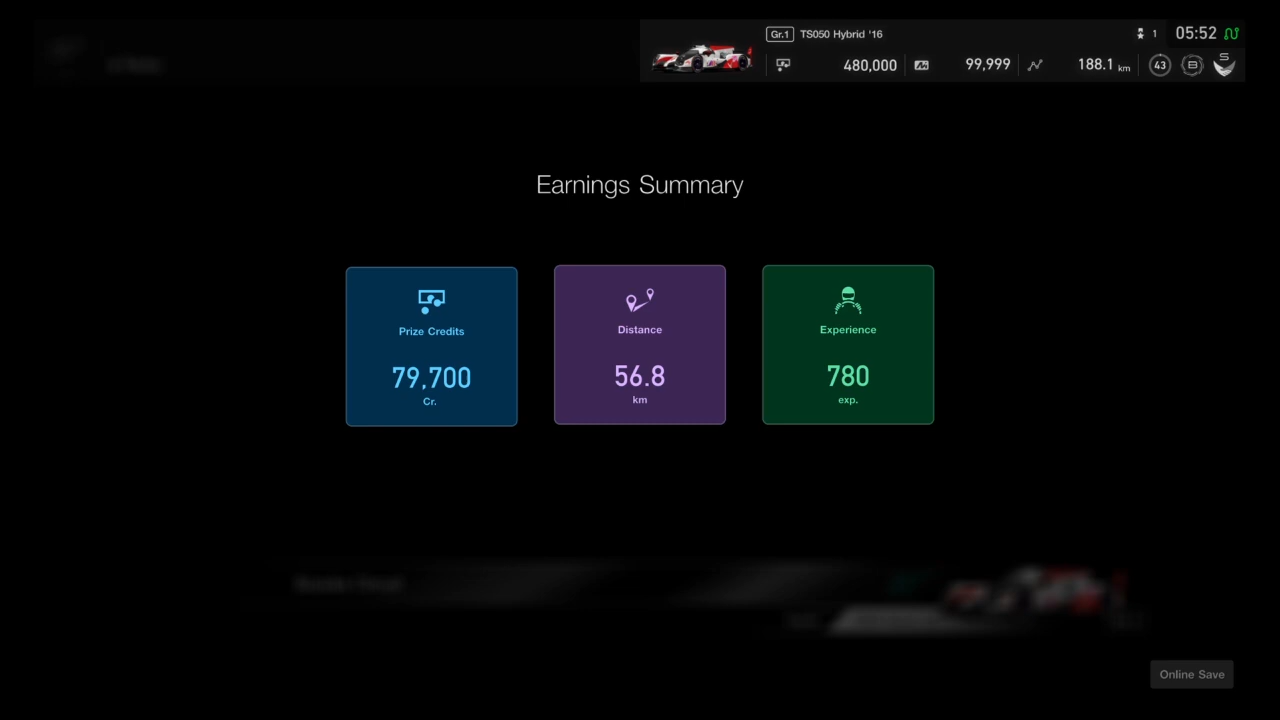 Gr.1 TS050 Hybrid '16 1 05:52
480,000 99,999 188.1 km 43 B S
Earnings Summary
Prize Credits
79,700
Cr.
Distance
56.8
km
Experience
780
exp.
Online Save